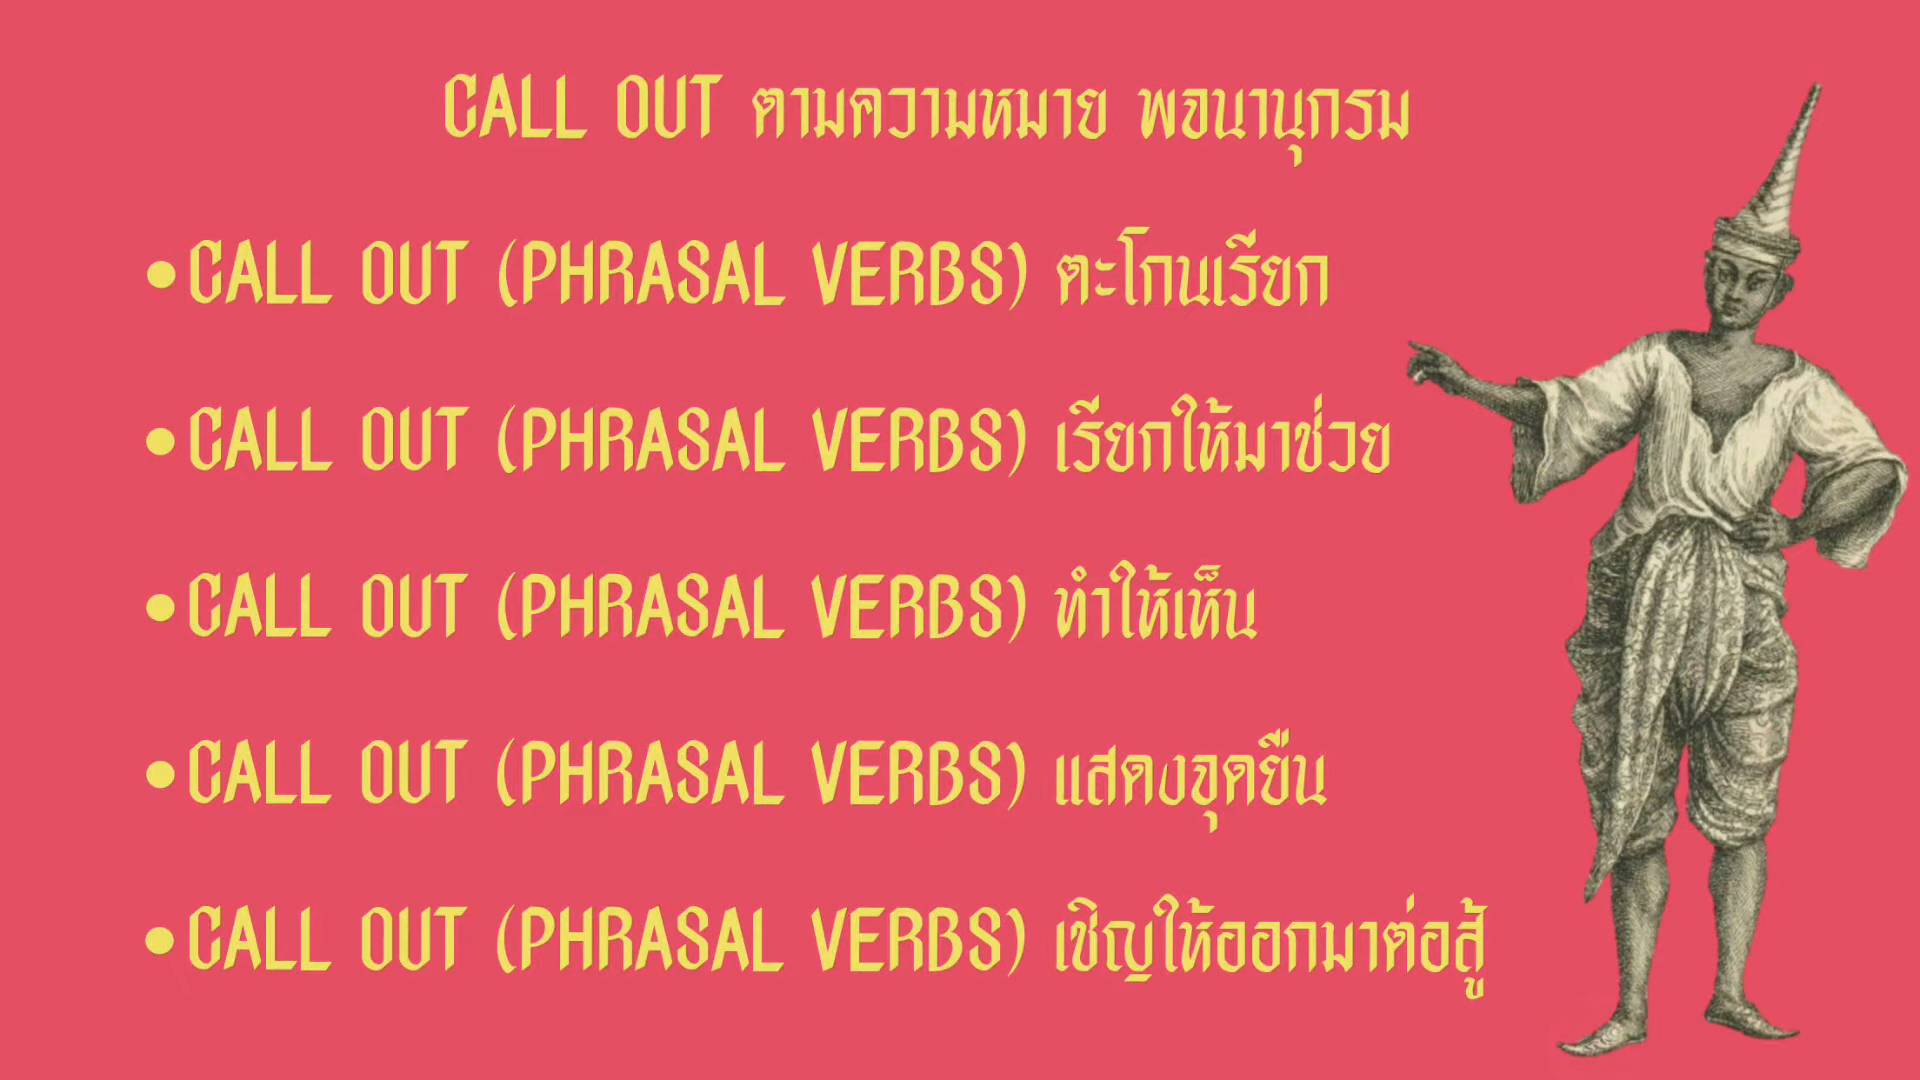 CALL OUT ตามความหมาย พจนานุกรม
•CALL OUT (PHRASAL VERBS) ตะโกนเรียก
•CALL OUT (PHRASAL VERBS) เรียกให้มาช่วย
•CALL OUT (PHRASAL VERBS) ทำให้เห็น
•CALL OUT (PHRASAL VERBS) แสดงจุดยืน
•CALL OUT (PHRASAL VERBS) เชิญให้ออกมาต่อสู้